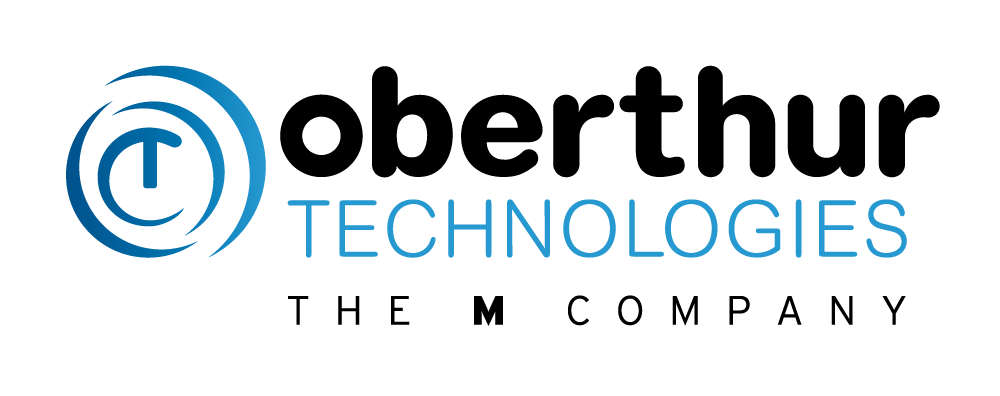 oberthur
TECHNOLOGIES
THE M COMPANY